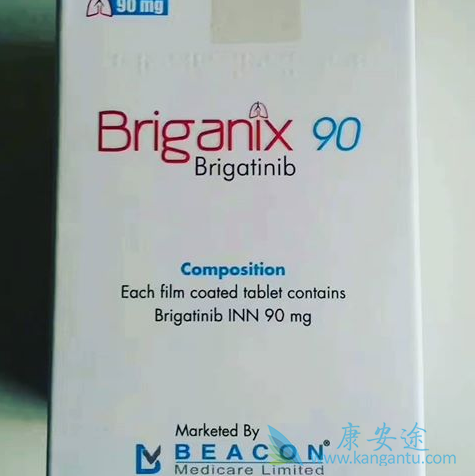 90 mg
Briganix 90
Brigatinib
Composition
Each film coated tablet contains
Brigatinib INN 90 mg
Marketed By
BEACON®
Medicare Limited
康安途
www.kangantu.com